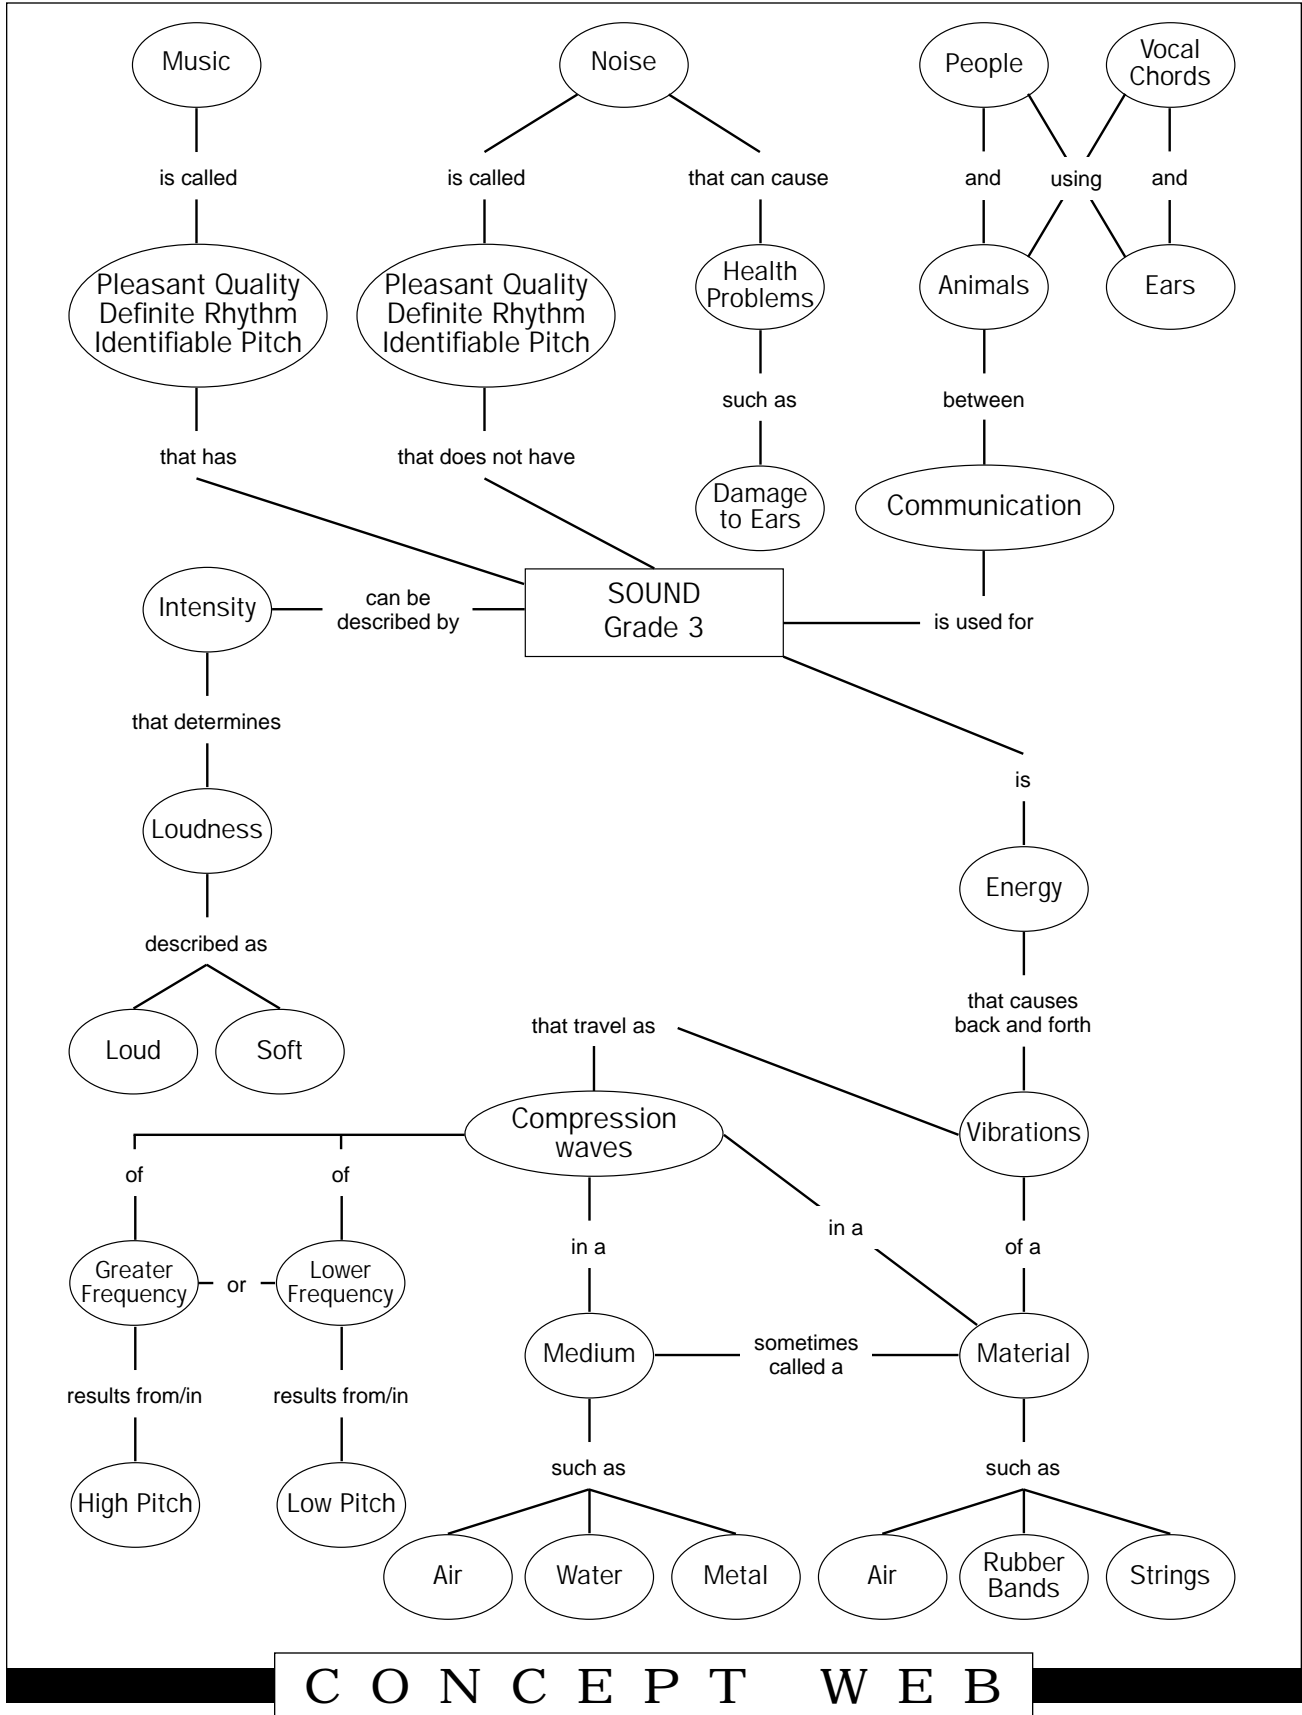 Music
Noise
People
Vocal
Chords
is called
is called
that can cause
and
using
and
Pleasant Quality
Definite Rhythm
Identifiable Pitch
Pleasant Quality
Definite Rhythm
Identifiable Pitch
Health
Problems
Animals
Ears
such as
between
that has
that does not have
Damage
to Ears
Communication
SOUND
Grade 3
Intensity
can be
described by
is used for
that determines
is
Loudness
Energy
described as
that causes
back and forth
that travel as
Loud
Soft
Compression
waves
Vibrations
of
of
in a
in a
of a
Greater
Frequency
or
Lower
Frequency
Medium
sometimes
called a
Material
results from/in
results from/in
such as
such as
High Pitch
Low Pitch
Air
Water
Metal
Air
Rubber
Bands
Strings
CONCEPT WEB